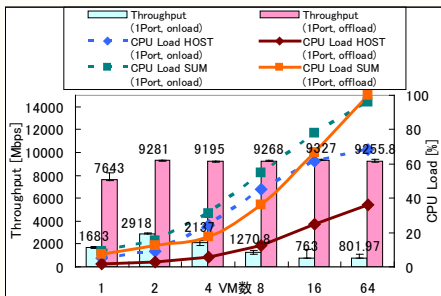 Throughput
(1Port, onload)
Throughput
(1Port, offload)
CPU Load HOST
(1Port, onload)
CPU Load HOST
(1Port, offload)
CPU Load SUM
(1Port, onload)
CPU Load SUM
(1Port, offload)
Throughput [Mbps]
14000
12000
10000
8000
6000
4000
2000
0
7643
9281
9195
9268
9327
9255.8
1683
2918
2137
1270.8
763
801.97
100
80
60
40
20
0
CPU Load [%]
1 2 4 VM数 8 16 64